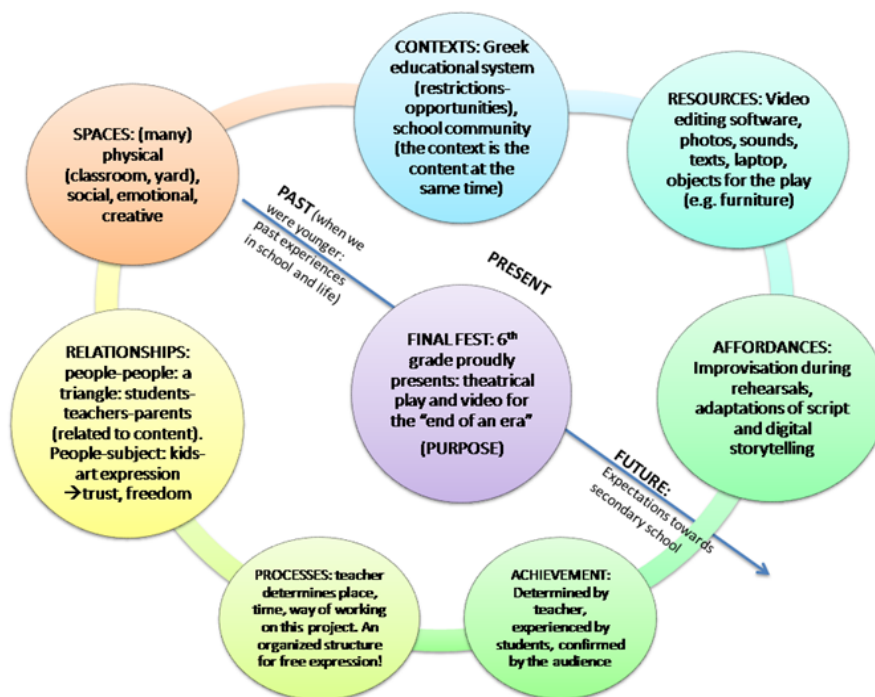 CONTEXTS: Greek
educational system
(restrictions-
opportunities),
school community
(the context is the
content at the
same time)
RESOURCES: Video
editing software,
photos, sounds,
texts, laptop,
objects for the play
(e.g. furniture)
SPACES: (many)
physical
(classroom, yard),
social, emotional,
creative
PAST (when we
were younger:
past experiences
in school and life)
PRESENT
FINAL FEST: 6th
grade proudly
presents: theatrical
play and video for
the “end of an era”
(PURPOSE)
AFFORDANCES:
Improvisation during
rehearsals,
adaptations of script
and digital
storytelling
RELATIONSHIPS:
people-people: a
triangle: students-
teachers-parents
(related to content).
People-subject: kids-
art expression
→trust, freedom
FUTURE:
Expectations towards
secondary school
PROCESSES: teacher
determines place,
time, way of working
on this project. An
organized structure
for free expression!
ACHIEVEMENT:
Determined by
teacher,
experienced by
students, confirmed
by the audience